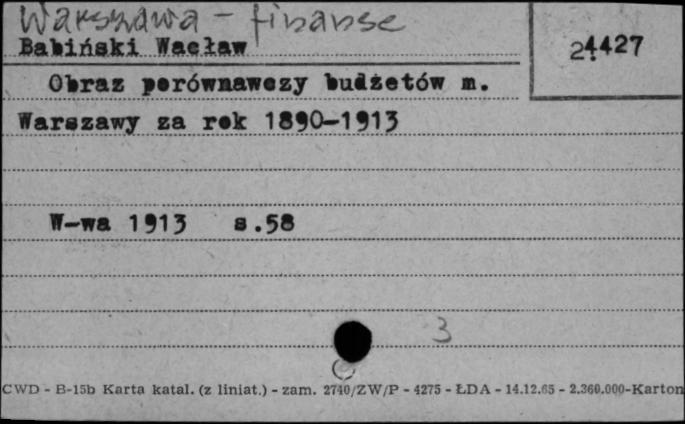 Warszawa - finanse
Babiński Wacław
24427
Obraz porównawczy budżetów m.
Warszawy za rok 1890-1913
W-wa 1913 s.58
3
CWD - B-15b Karta katal. (z liniat.) - zam. 2740/ZW/P - 4275 - ŁDA - 14.12.65 - 2.360.000-Karton